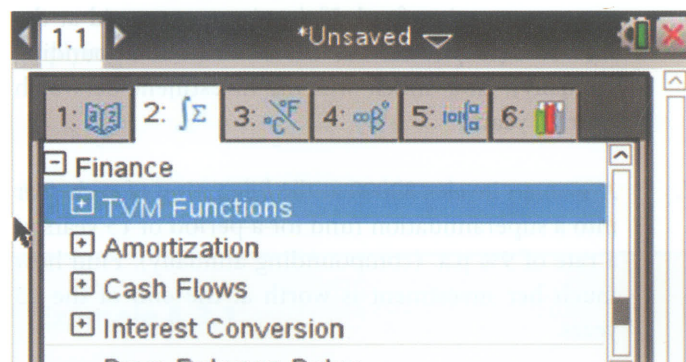 1.1 *Unsaved
1: 2: ∫Σ 3: °C°F 4: ∞β° 5: 6:
Finance
TVM Functions
Amortization
Cash Flows
Interest Conversion